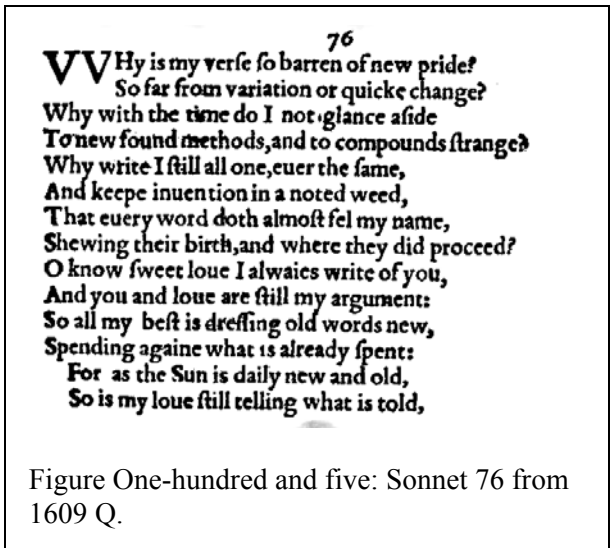 76
VVHy is my verſe ſo barren of new pride?
So far from variation or quicke change?
Why with the time do I not glance aſide
To new found methods,and to compounds ſtrange?
Why write I ſtill all one,euer the ſame,
And keepe inuention in a noted weed,
That euery word doth almoſt fel my name,
Shewing their birth,and where they did proceed?
O know ſweet loue I alwaies write of you,
And you and loue are ſtill my argument:
So all my beſt is dreſſing old words new,
Spending againe what is already ſpent:
For as the Sun is daily new and old,
So is my loue ſtill telling what is told,
Figure One-hundred and five: Sonnet 76 from
1609 Q.